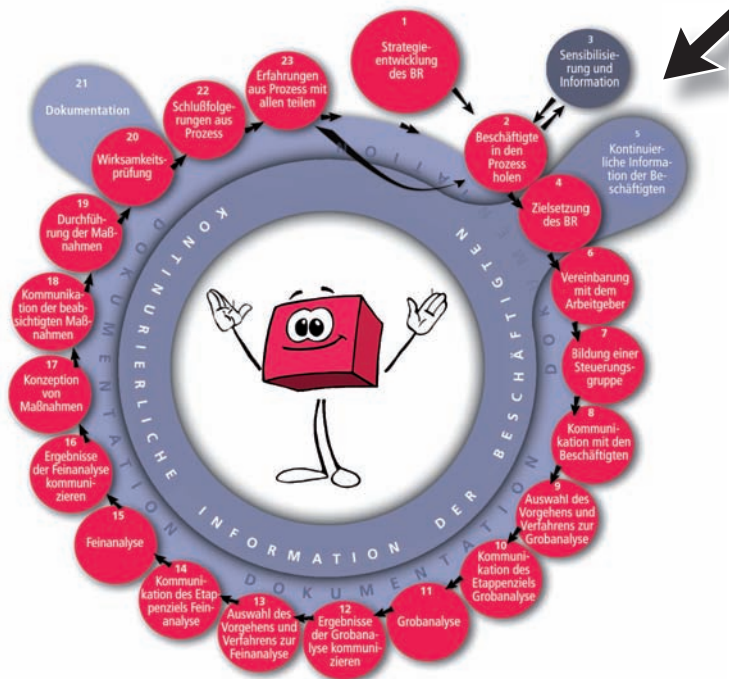 1
Strategie-
entwicklung
des BR
2
Beschäftigte
in den
Prozess
holen
3
Sensibilisie-
rung und
Information
4
Zielsetzung
des BR
5
Kontinuier-
liche Informa-
tion der Be-
schäftigten
6
Vereinbarung
mit dem
Arbeitgeber
7
Bildung einer
Steuerungs-
gruppe
8
Kommuni-
kation mit den
Beschäftigten
9
Auswahl des
Vorgehens und
Verfahrens zur
Grobanalyse
10
Kommuni-
kation des
Etappenziels
Grobanalyse
11
Grobanalyse
12
Ergebnisse
der Grobana-
lyse kommuni-
zieren
13
Auswahl des
Vorgehens und
Verfahrens zur
Feinanalyse
14
Kommuni-
kation des Etap-
penziels Fein-
analyse
15
Feinanalyse
16
Ergebnisse
der Feinanalyse
kommuni-
zieren
17
Konzeption
von
Maßnahmen
18
Kommunika-
tion der beab-
sichtigten Maß-
nahmen
19
Durchfüh-
rung der Maß-
nahmen
20
Wirksamkeits-
prüfung
21
Dokumentation
22
Schlußfolge-
rungen aus
Prozess
23
Erfahrungen
aus Prozess mit
allen teilen
KONTINUIERLICHE INFORMATION DER BESCHÄFTIGTEN
DOKUMENTATION
DOKUMENTATION
DOKUMENTATION